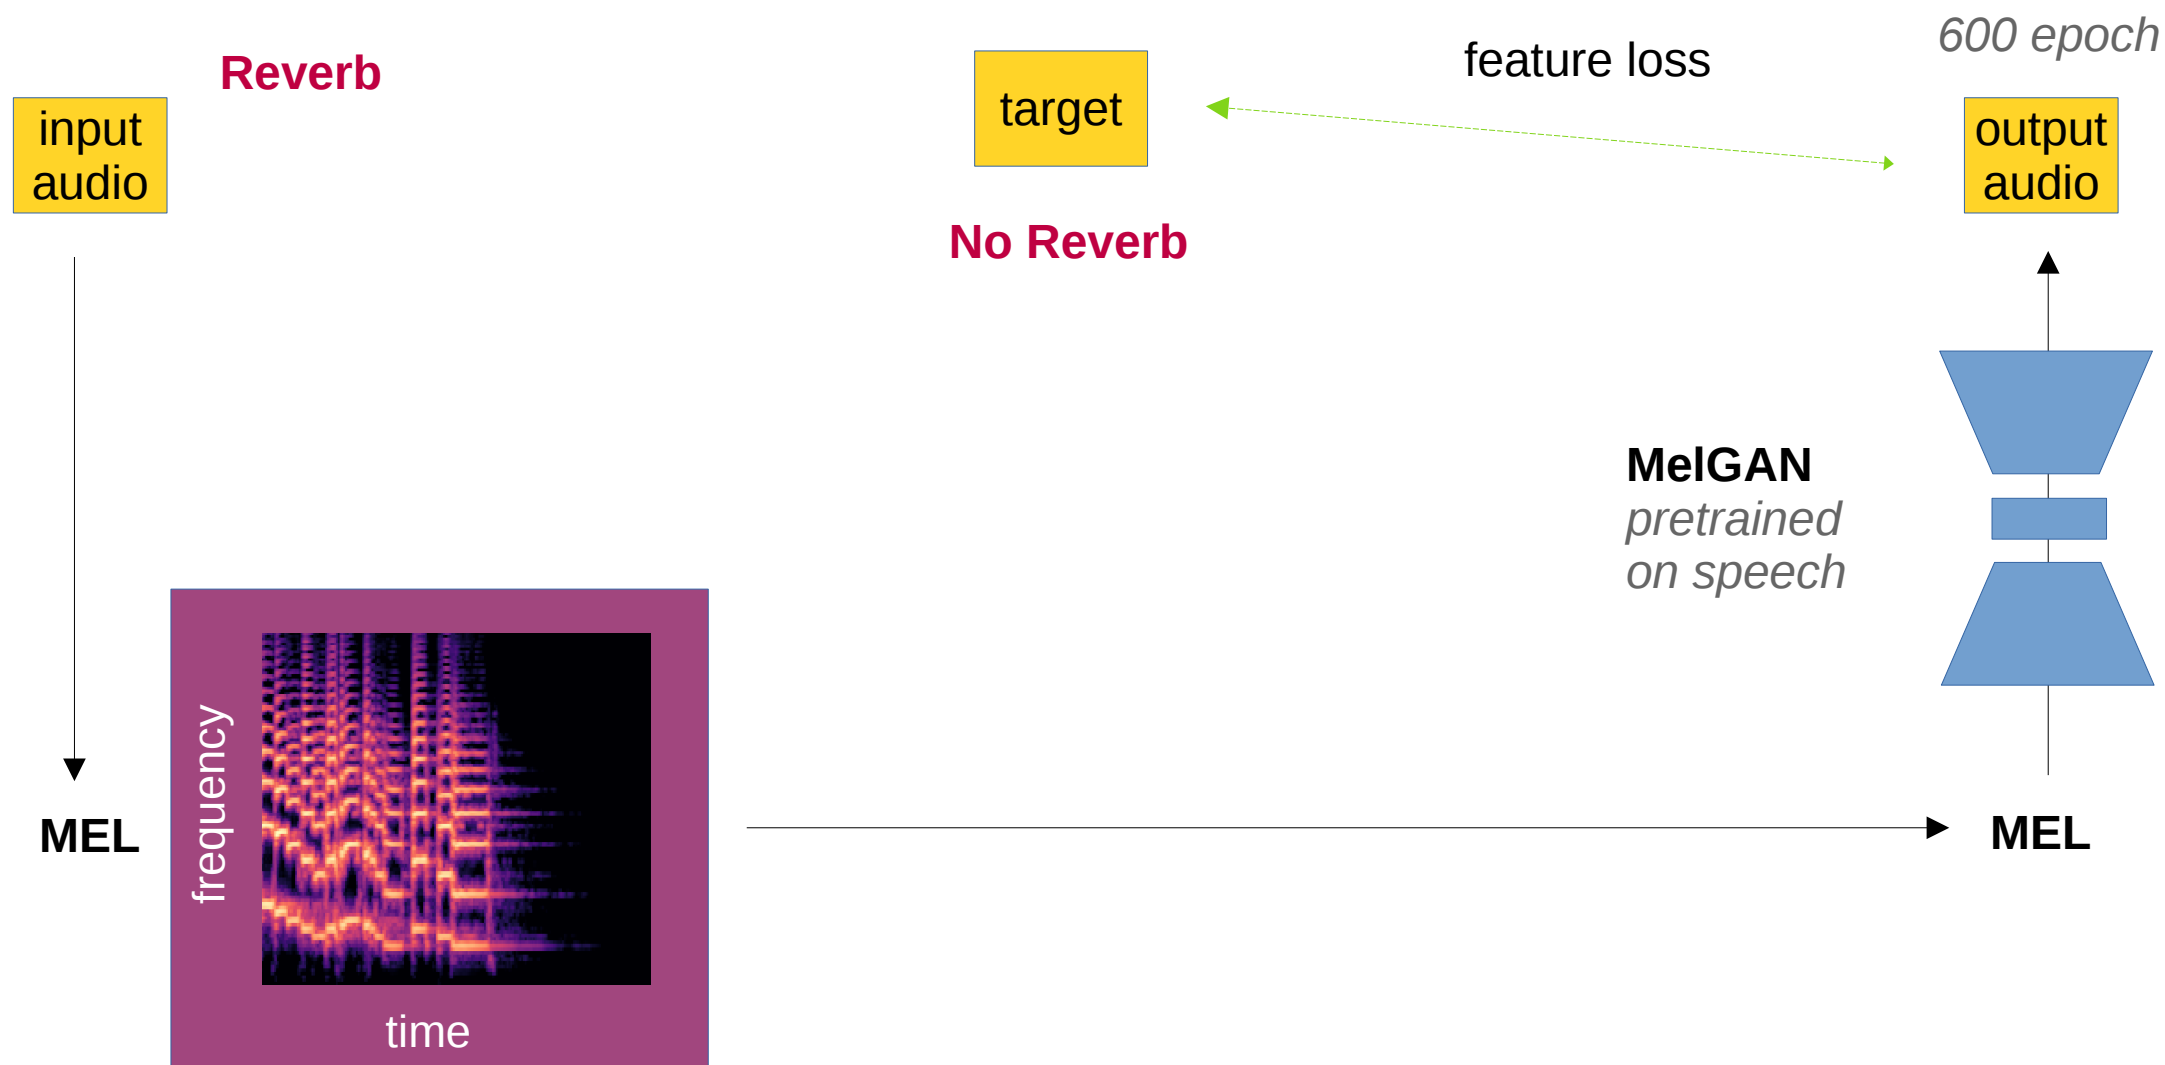 Reverb
input
audio
target
No Reverb
feature loss
600 epoch
output
audio
MelGAN
pretrained
on speech
MEL
frequency
time
MEL